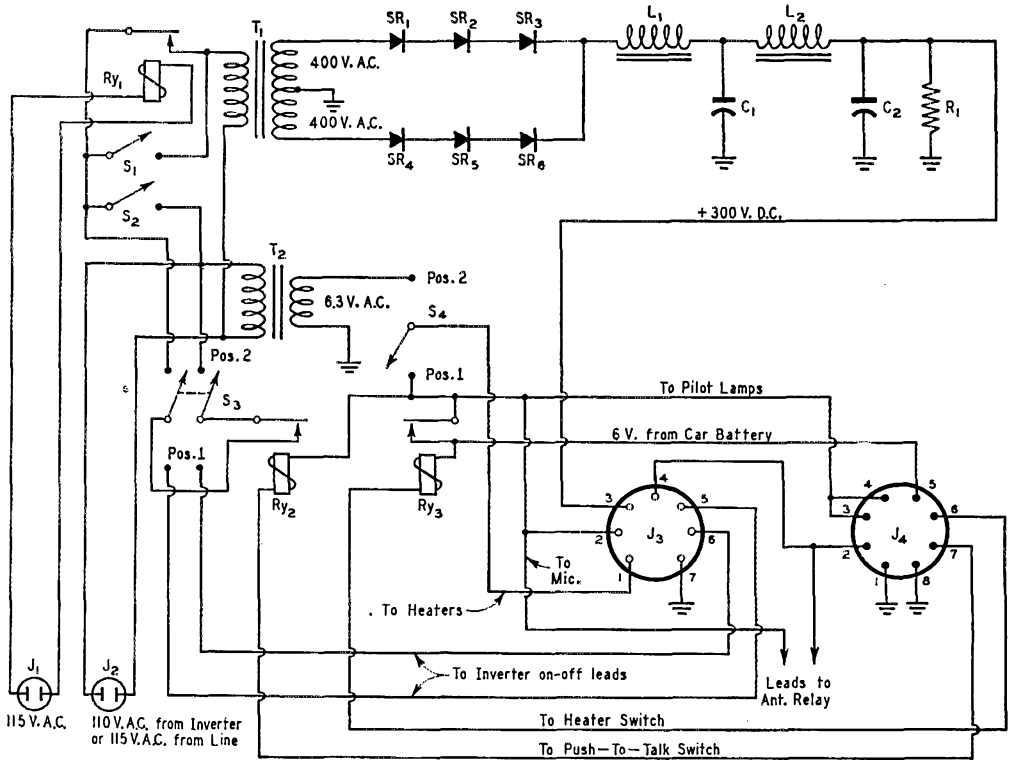 SR1 SR2 SR3
L1 L2
T1
400 V. A.C.
400 V. A.C.
Ry1
C1 C2 R1
SR4 SR5 SR6
S1
S2
+300 V. D.C.
T2
6.3 V. A.C.
Pos. 2
S4
Pos. 2
Pos. 1
S3
To Pilot Lamps
6 V. from Car Battery
Pos. 1
Ry2
Ry3
3 4 5
2 J3 6
1 7
4 5
3 6
2 J4 7
1 8
To Mic.
To Heaters
To Inverter on-off leads
Leads to
Ant. Relay
J1
115 V. A.C.
J2
110 V. A.C. from Inverter
or 115 V. A.C. from Line
To Heater Switch
To Push-To-Talk Switch